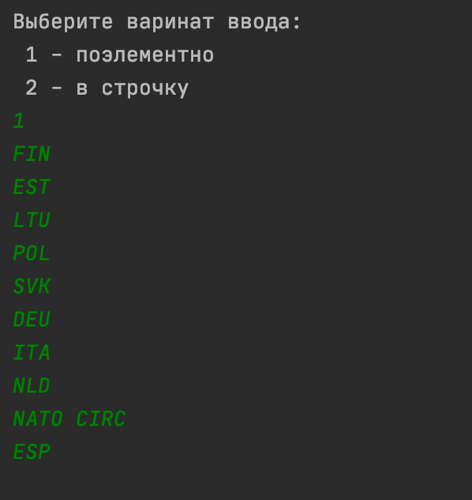 Выберите варинат ввода:
1 - поэлементно
2 - в строчку
1
FIN
EST
LTU
POL
SVK
DEU
ITA
NLD
NATO CIRC
ESP